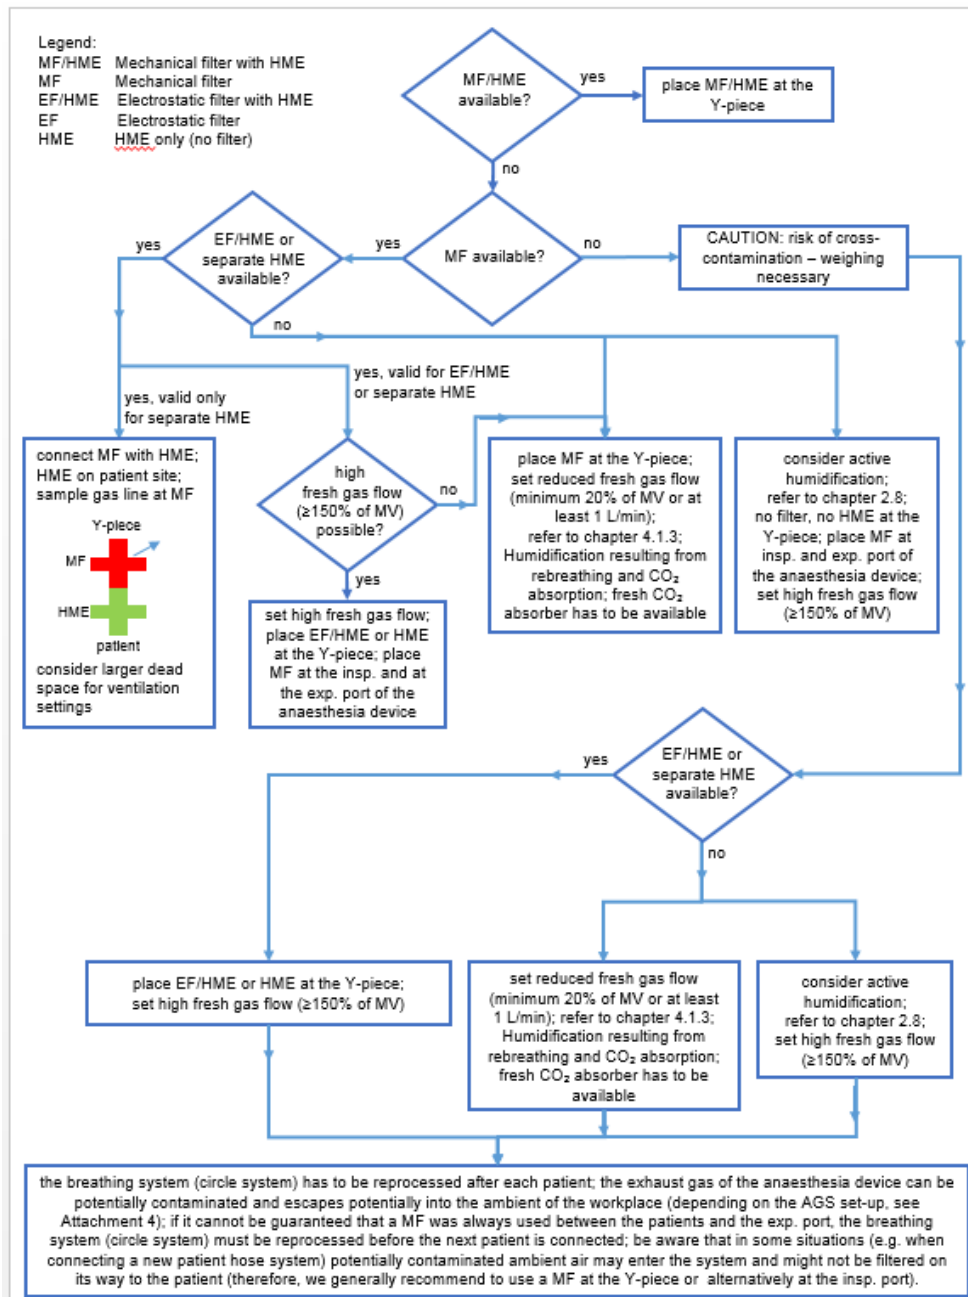 Legend:
MF/HME Mechanical filter with HME
MF Mechanical filter
EF/HME Electrostatic filter with HME
EF Electrostatic filter
HME HME only (no filter)
MF/HME
available?
yes
place MF/HME at the
Y-piece
no
EF/HME or
separate HME
available?
yes
yes
MF available?
no
CAUTION: risk of cross-
contamination – weighing
necessary
no
yes, valid for EF/HME
or separate HME
yes, valid only
for separate HME
connect MF with HME;
HME on patient site;
sample gas line at MF
Y-piece
MF
HME
patient
consider larger dead
space for ventilation
settings
high
fresh gas flow
(≥150% of MV)
possible?
no
yes
set high fresh gas flow;
place EF/HME or HME
at the Y-piece; place
MF at the insp. and at
the exp. port of the
anaesthesia device
place MF at the Y-piece;
set reduced fresh gas flow
(minimum 20% of MV or at
least 1 L/min);
refer to chapter 4.1.3;
Humidification resulting from
rebreathing and CO₂
absorption; fresh CO₂
absorber has to be available
consider active
humidification;
refer to chapter 2.8;
no filter, no HME at the
Y-piece; place MF at
insp. and exp. port of
the anaesthesia device;
set high fresh gas flow
(≥150% of MV)
EF/HME or
separate HME
available?
yes
no
place EF/HME or HME at the Y-piece;
set high fresh gas flow (≥150% of MV)
set reduced fresh gas flow
(minimum 20% of MV or at least
1 L/min); refer to chapter 4.1.3;
Humidification resulting from
rebreathing and CO₂ absorption;
fresh CO₂ absorber has to be
available
consider active
humidification;
refer to chapter 2.8;
set high fresh gas flow
(≥150% of MV)
the breathing system (circle system) has to be reprocessed after each patient; the exhaust gas of the anaesthesia device can be
potentially contaminated and escapes potentially into the ambient of the workplace (depending on the AGS set-up, see
Attachment 4); if it cannot be guaranteed that a MF was always used between the patients and the exp. port, the breathing
system (circle system) must be reprocessed before the next patient is connected; be aware that in some situations (e.g. when
connecting a new patient hose system) potentially contaminated ambient air may enter the system and might not be filtered on
its way to the patient (therefore, we generally recommend to use a MF at the Y-piece or alternatively at the insp. port).